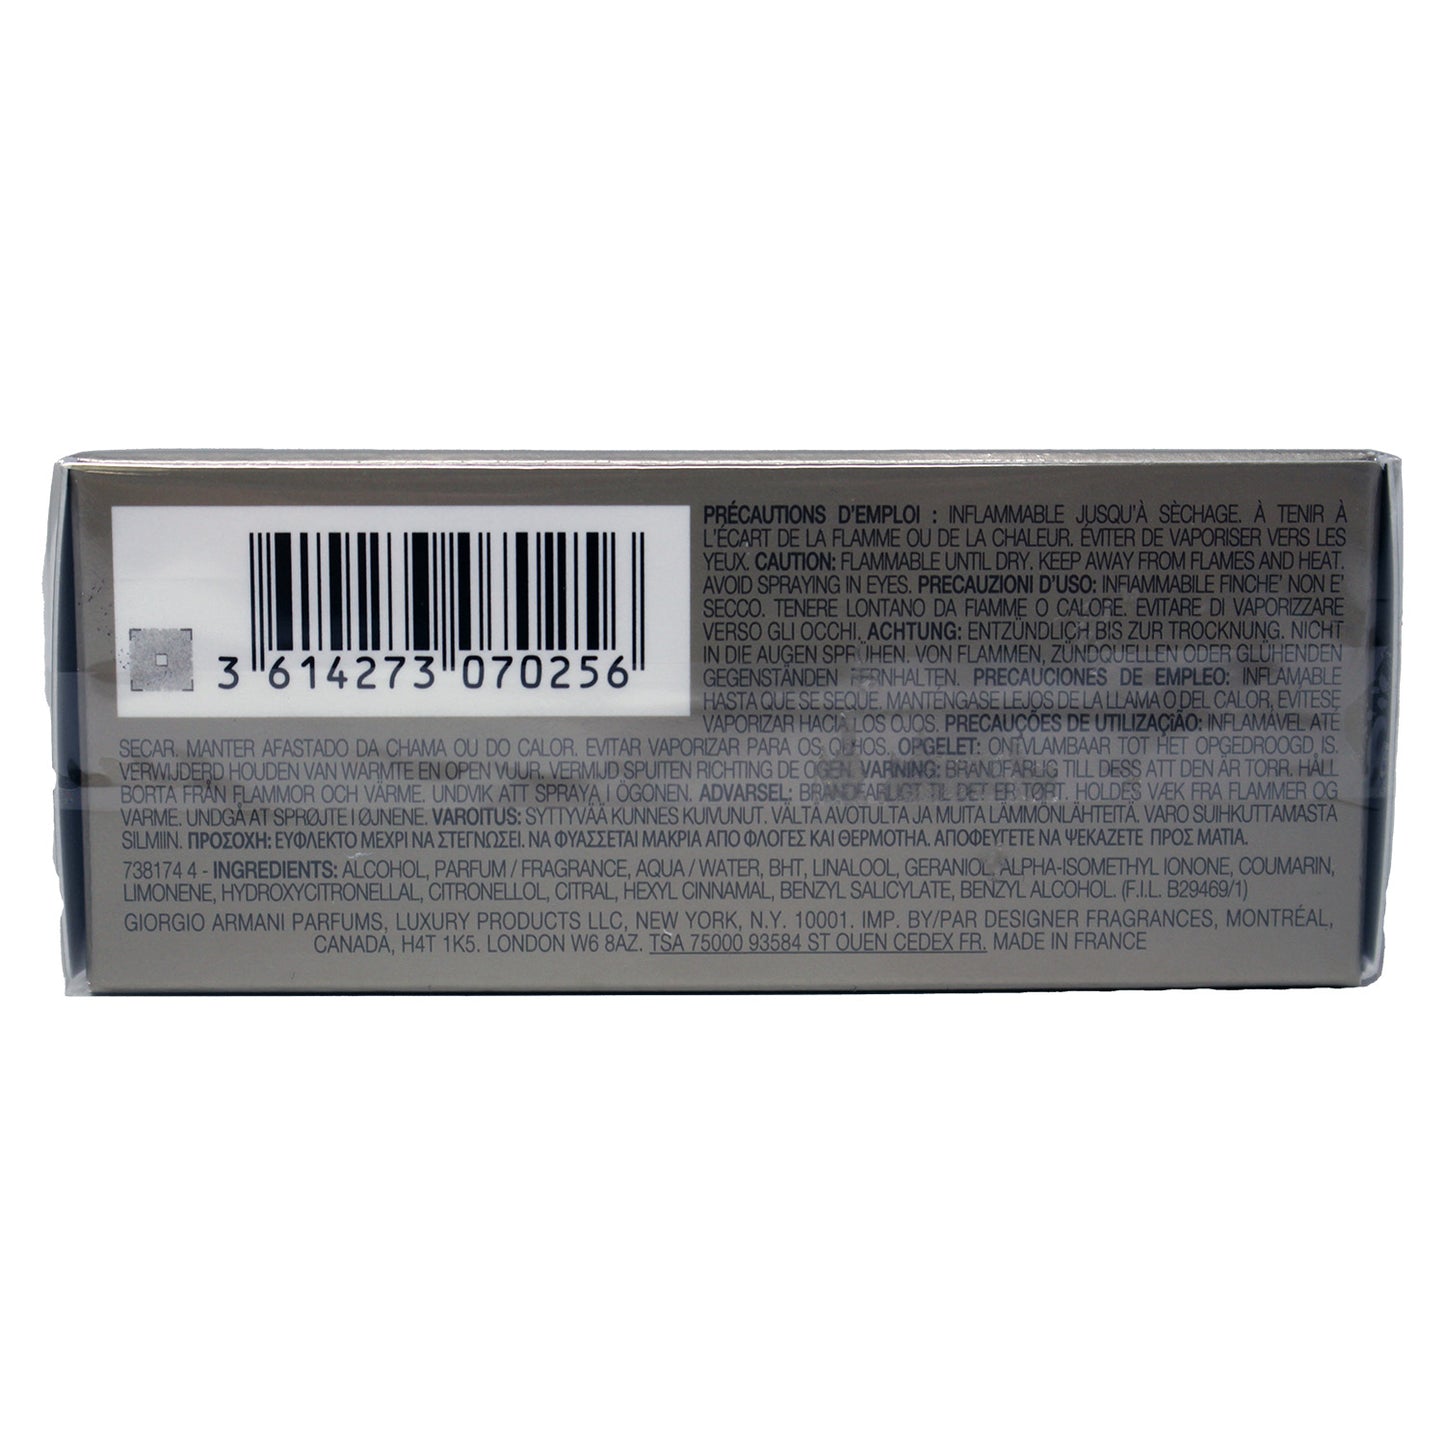 3 614273 070256
PRÉCAUTIONS D'EMPLOI : INFLAMMABLE JUSQU'À SÈCHAGE. À TENIR À
L'ÉCART DE LA FLAMME OU DE LA CHALEUR. ÉVITER DE VAPORISER VERS LES
YEUX. CAUTION: FLAMMABLE UNTIL DRY. KEEP AWAY FROM FLAMES AND HEAT.
AVOID SPRAYING IN EYES. PRECAUZIONI D'USO: INFIAMMABILE FINCHE' NON E'
SECCO. TENERE LONTANO DA FIAMME O CALORE. EVITARE DI VAPORIZZARE
VERSO GLI OCCHI. ACHTUNG: ENTZÜNDLICH BIS ZUR TROCKNUNG. NICHT
IN DIE AUGEN SPRÜHEN. VON FLAMMEN, ZÜNDQUELLEN ODER GLÜHENDEN
GEGENSTÄNDEN FERNHALTEN. PRECAUCIONES DE EMPLEO: INFLAMABLE
HASTA QUE SE SEQUE. MANTÉNGASE LEJOS DE LA LLAMA O DEL CALOR, EVÍTESE
VAPORIZAR HACIA LOS OJOS. PRECAUCÕES DE UTILIZAÇÃO: INFLAMÁVEL ATÉ
SECAR. MANTER AFASTADO DA CHAMA OU DO CALOR. EVITAR VAPORIZAR PARA OS OLHOS. OPGELET: ONTVLAMBAAR TOT HET OPGEDROOGD IS.
VERWIJDERD HOUDEN VAN WARMTE EN OPEN VUUR. VERMIJD SPUITEN RICHTING DE OGEN. VARNING: BRANDFARLIG TILL DESS ATT DEN ÄR TORR. HÅLL
BORTA FRÅN FLAMMOR OCH VÄRME. UNDVIK ATT SPRAYA I ÖGONEN. ADVARSEL: BRANDFARLIGT TIL DET ER TØRT. HOLDES VÆK FRA FLAMMER OG
VARME. UNDGÅ AT SPRØJTE I ØJNENE. VAROITUS: SYTTYVÄÄ KUNNES KUIVUNUT. VÄLTÄ AVOTULTA JA MUITA LÄMMÖNLÄHTEITÄ. VARO SUIHKUTTAMASTA
SILMIIN. ΠΡΟΣΟΧΗ: ΕΥΦΛΕΚΤΟ ΜΕΧΡΙ ΝΑ ΣΤΕΓΝΩΣΕΙ. ΝΑ ΦΥΑΣΣΕΤΑΙ ΜΑΚΡΙΑ ΑΠΟ ΦΛΟΓΕΣ ΚΑΙ ΘΕΡΜΟΤΗΑ. ΑΠΟΦΕΥΓΕΤΕ ΝΑ ΨΕΚΑΖΕΤΕ ΠΡΟΣ ΜΑΤΙΑ.
738174 4 - INGREDIENTS: ALCOHOL, PARFUM / FRAGRANCE, AQUA / WATER, BHT, LINALOOL, GERANIOL, ALPHA-ISOMETHYL IONONE, COUMARIN,
LIMONENE, HYDROXYCITRONELLAL, CITRONELLOL, CITRAL, HEXYL CINNAMAL, BENZYL SALICYLATE, BENZYL ALCOHOL. (F.I.L. B29469/1)
GIORGIO ARMANI PARFUMS, LUXURY PRODUCTS LLC, NEW YORK, N.Y. 10001. IMP. BY/PAR DESIGNER FRAGRANCES, MONTRÉAL,
CANADA, H4T 1K5. LONDON W6 8AZ. TSA 75000 93584 ST OUEN CEDEX FR. MADE IN FRANCE